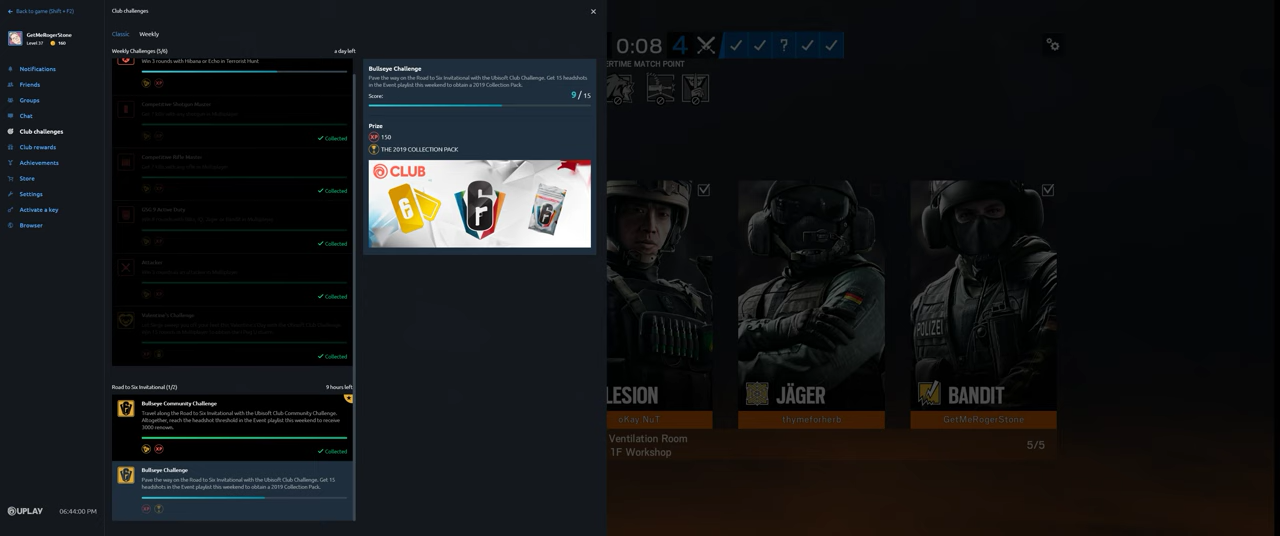 Back to game (Shift + F2)
GetMeRogerStone
Level 37
160
Notifications
Friends
Groups
Chat
Club challenges
Club rewards
Achievements
Store
Settings
Activate a key
Browser
UPLAY
06:44:00 PM
Club challenges
Classic
Weekly
Weekly Challenges (5/6)
a day left
Win 3 rounds with Hibana or Echo in Terrorist Hunt
Competitive Shotgun Master
Collected
Competitive Rifle Master
Collected
GSG 9 Active Duty
Collected
Attacker
Collected
Valentine's Challenge
Collected
Road to Six Invitational (1/2)
9 hours left
Bullseye Community Challenge
Travel along the Road to Six Invitational with the Ubisoft Club Community Challenge.
Altogether, reach the headshot threshold in the Event playlist this weekend to receive
3000 renown.
XP
Collected
Bullseye Challenge
Pave the way on the Road to Six Invitational with the Ubisoft Club Challenge. Get 15
headshots in the Event playlist this weekend to obtain a 2019 Collection Pack.
XP
Bullseye Challenge
Pave the way on the Road to Six Invitational with the Ubisoft Club Challenge. Get 15 headshots
in the Event playlist this weekend to obtain a 2019 Collection Pack.
Score:
9 / 15
Prize
XP 150
THE 2019 COLLECTION PACK
CLUB
0:08 4
?
ERTIME MATCH POINT
POLIZEI
LESION
JÄGER
BANDIT
oKay NuT
thymeforherb
GetMeRogerStone
Ventilation Room
1F Workshop
5/5